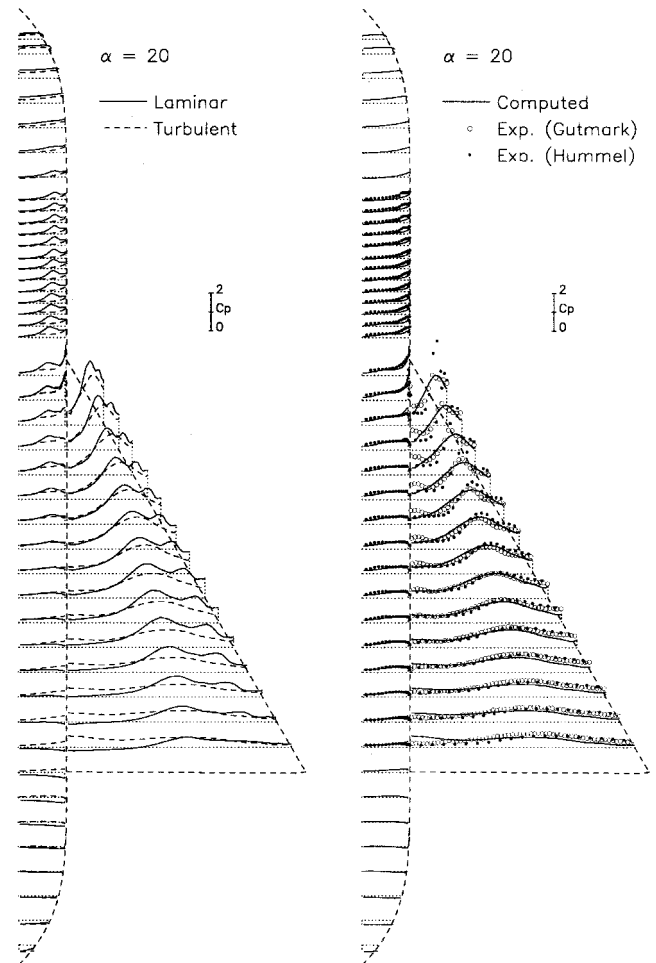 α = 20
Laminar
Turbulent
2
Cp
0
α = 20
Computed
Exp. (Gutmark)
Exp. (Hummel)
2
Cp
0